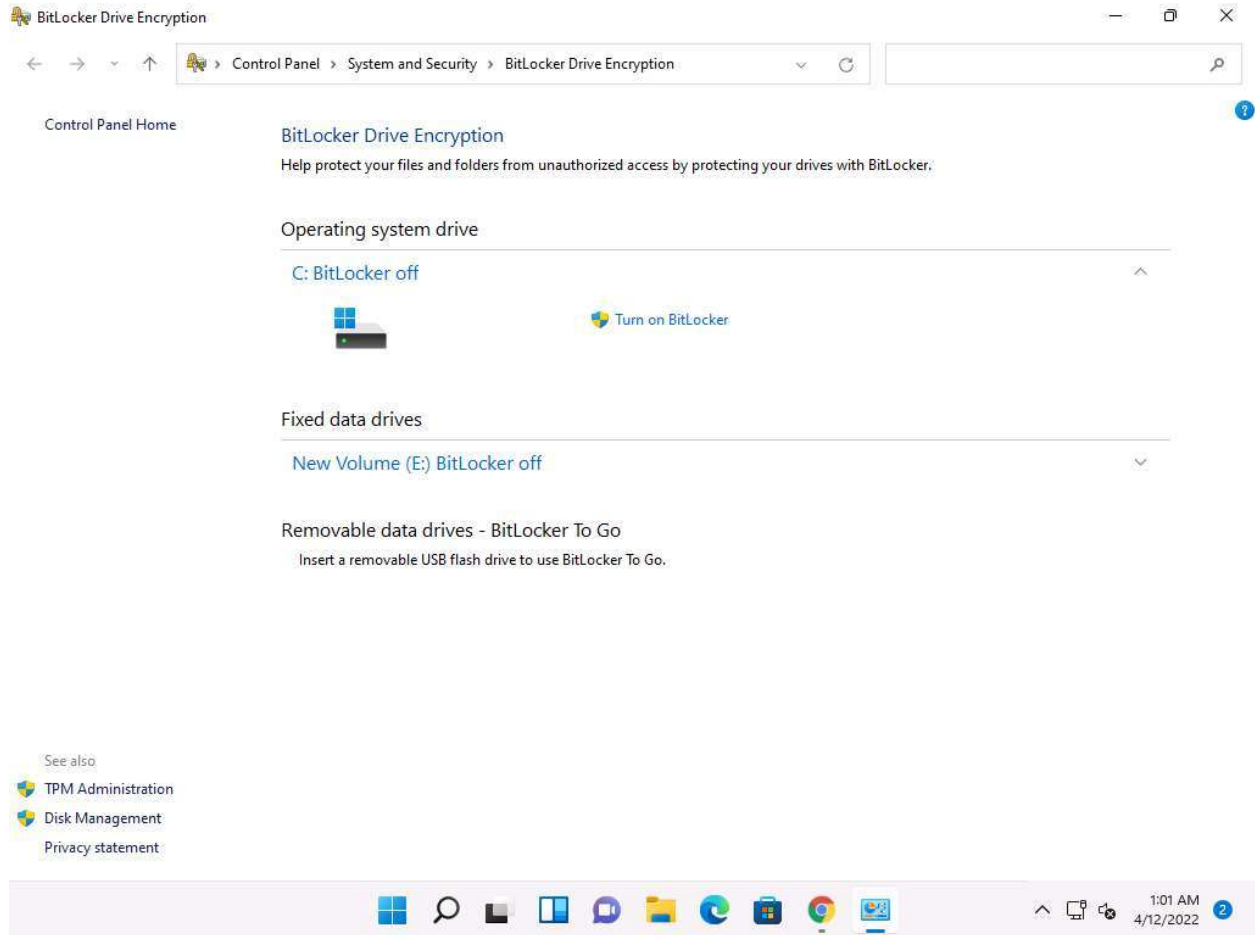 BitLocker Drive Encryption
Control Panel > System and Security > BitLocker Drive Encryption
Control Panel Home
BitLocker Drive Encryption
Help protect your files and folders from unauthorized access by protecting your drives with BitLocker.
Operating system drive
C: BitLocker off
Turn on BitLocker
Fixed data drives
New Volume (E:) BitLocker off
Removable data drives - BitLocker To Go
Insert a removable USB flash drive to use BitLocker To Go.
See also
TPM Administration
Disk Management
Privacy statement
1:01 AM
4/12/2022
2